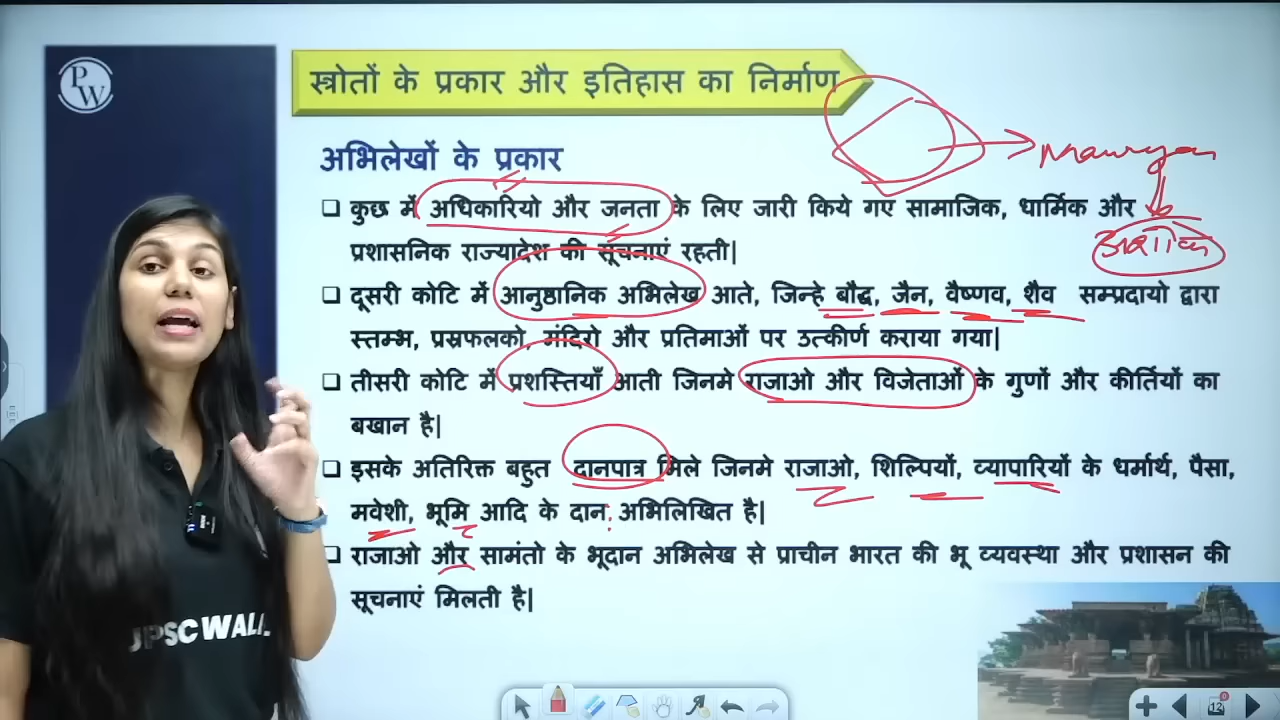 PW
स्त्रोतों के प्रकार और इतिहास का निर्माण
अभिलेखों के प्रकार
Mauryan
अशोक
❑ कुछ में अधिकारियो और जनता के लिए जारी किये गए सामाजिक, धार्मिक और
प्रशासनिक राज्यादेश की सूचनाएं रहती|
❑ दूसरी कोटि में आनुष्ठानिक अभिलेख आते, जिन्हे बौद्ध, जैन, वैष्णव, शैव सम्प्रदायो द्वारा
स्तम्भ, प्रस्रफलको, मंदिरो और प्रतिमाओं पर उत्कीर्ण कराया गया|
❑ तीसरी कोटि में प्रशस्तियाँ आती जिनमे राजाओ और विजेताओं के गुणों और कीर्तियों का
बखान है|
❑ इसके अतिरिक्त बहुत दानपात्र मिले जिनमे राजाओ, शिल्पियों, व्यापारियों के धर्मार्थ, पैसा,
मवेशी, भूमि आदि के दान अभिलिखित है|
❑ राजाओ और सामंतो के भूदान अभिलेख से प्राचीन भारत की भू व्यवस्था और प्रशासन की
सूचनाएं मिलती है|
JPSC WALL
12